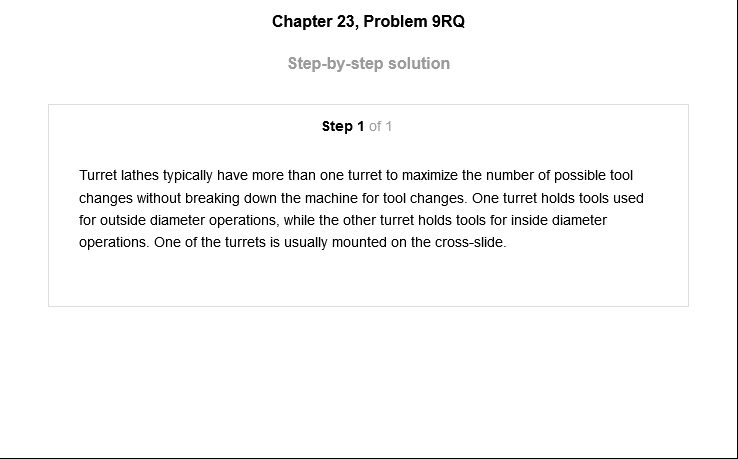 Chapter 23, Problem 9RQ
Step-by-step solution
Step 1 of 1
Turret lathes typically have more than one turret to maximize the number of possible tool
changes without breaking down the machine for tool changes. One turret holds tools used
for outside diameter operations, while the other turret holds tools for inside diameter
operations. One of the turrets is usually mounted on the cross-slide.